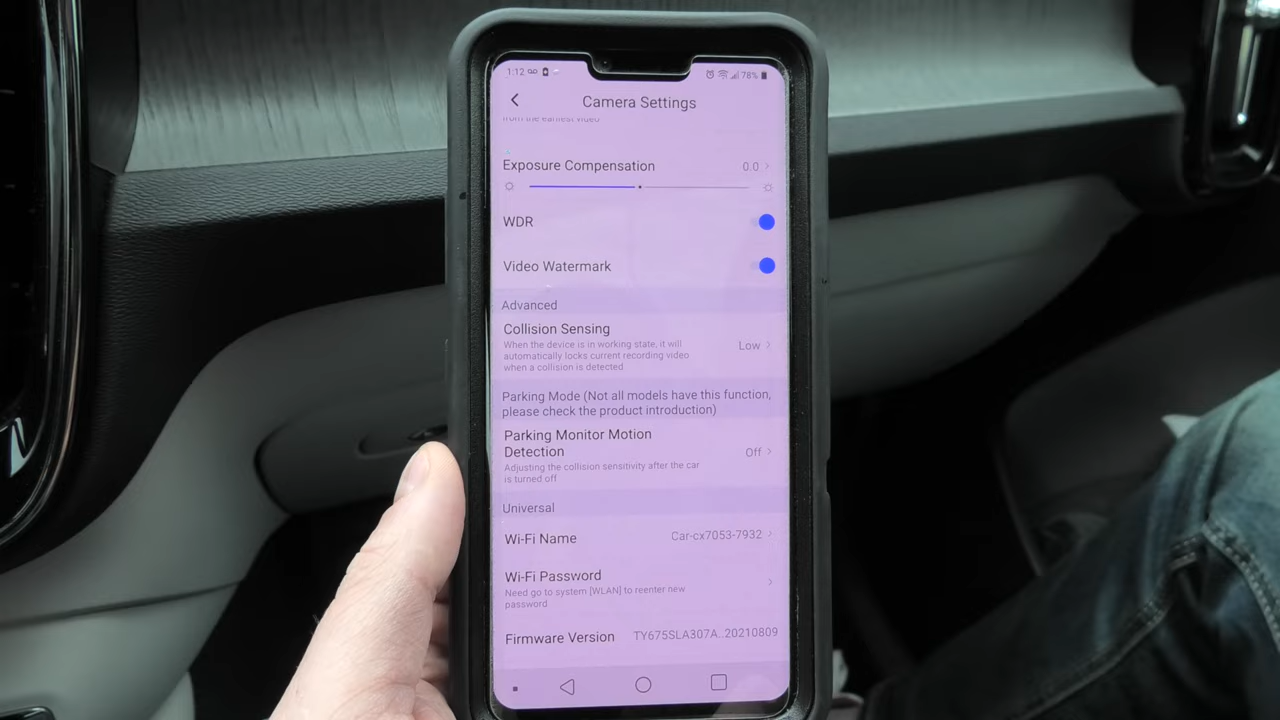 1:12
78%
Camera Settings
from the earliest video
Exposure Compensation 0.0
WDR
Video Watermark
Advanced
Collision Sensing
When the device is in working state, it will
automatically locks current recording video
when a collision is detected
Low
Parking Mode (Not all models have this function,
please check the product introduction)
Parking Monitor Motion
Detection
Off
Adjusting the collision sensitivity after the car
is turned off
Universal
Wi-Fi Name Car-cx7053-7932
Wi-Fi Password
Need go to system [WLAN] to reenter new
password
Firmware Version TY675SLA307A..20210809